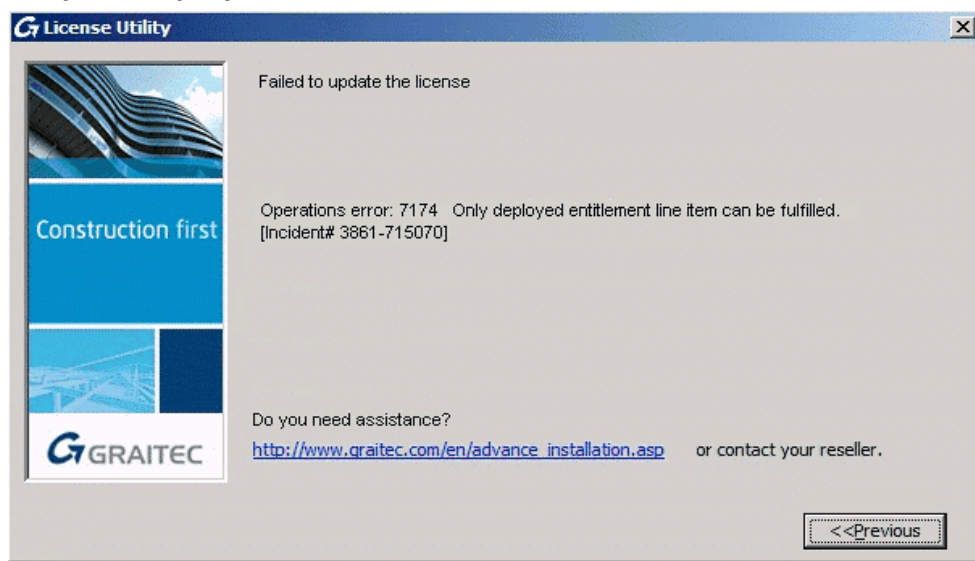 License Utility
Failed to update the license
Operations error: 7174 Only deployed entitlement line item can be fulfilled.
[Incident# 3861-715070]
Construction first
GRAITEC
Do you need assistance?
http://www.graitec.com/en/advance_installation.asp or contact your reseller.
<<Previous